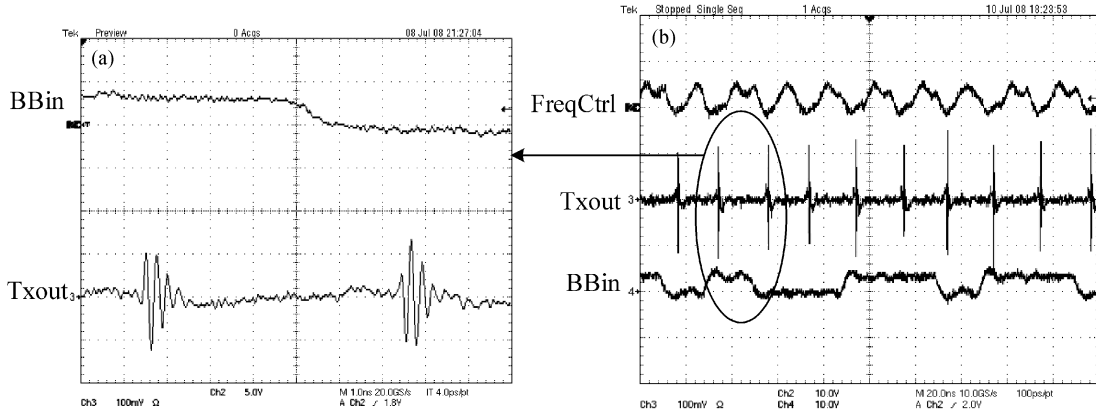 Tek Preview 0 Acqs 08 Jul 08 21:27:04
(a)
BBin
Txout
3
Ch2 5.0V M 1.0ns 20.0GS/s IT 4.0ps/pt
Ch3 100mV Ω A Ch2 ∕ 1.8V
Tek Stopped Single Seq 1 Acqs 10 Jul 08 18:23:53
(b)
FreqCtrl
Txout
3
BBin
4
Ch2 10.0V M 20.0ns 10.0GS/s 100ps/pt
Ch3 100mV Ω Ch4 10.0V A Ch2 ∕ 2.0V